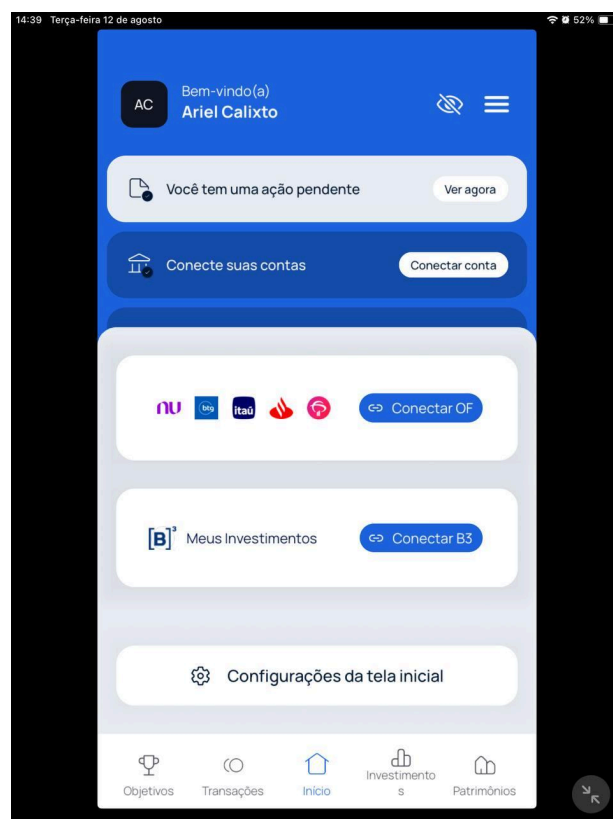 14:39 Terça-feira 12 de agosto
52%
AC
Bem-vindo(a)
Ariel Calixto
Você tem uma ação pendente
Ver agora
Conecte suas contas
Conectar conta
nu
btg
itaú
Conectar OF
[B]³
Meus Investimentos
Conectar B3
Configurações da tela inicial
Objetivos
Transações
Início
Investimento
s
Patrimônios